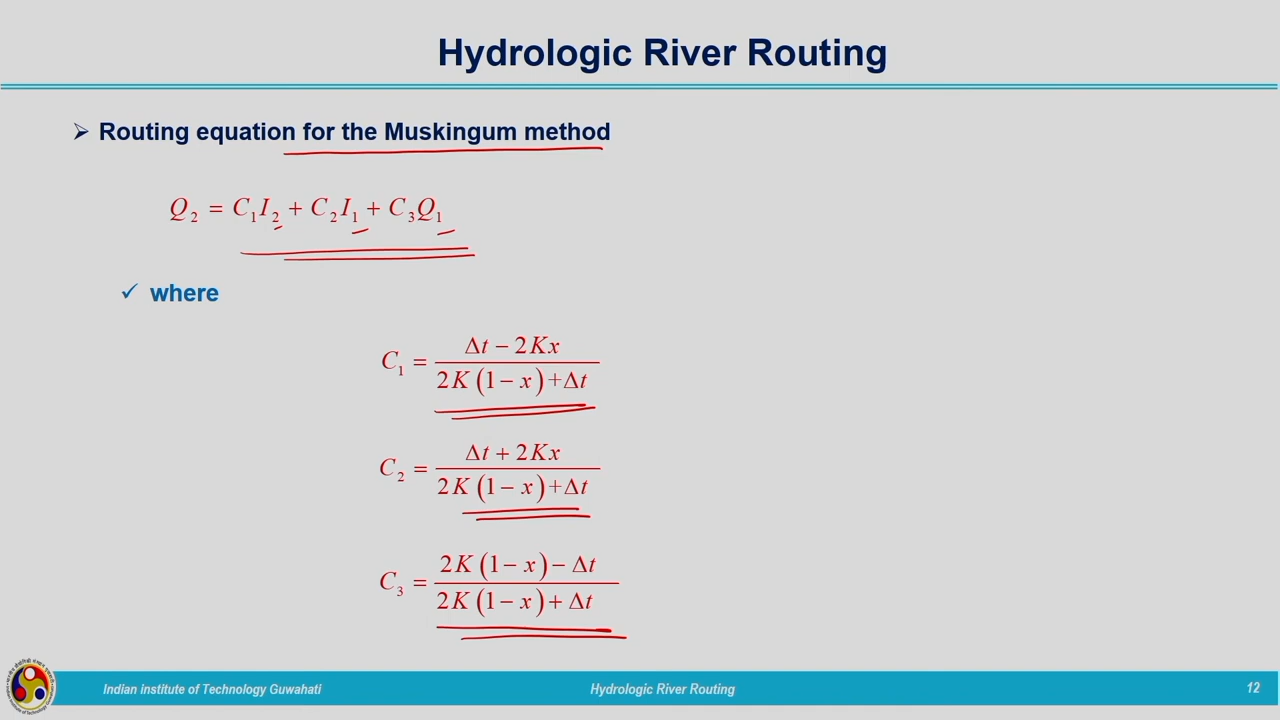 Hydrologic River Routing
➢ Routing equation for the Muskingum method
Q₂ = C₁I₂ + C₂I₁ + C₃Q₁
✓ where
C₁ = (Δt − 2Kx) / (2K(1 − x)+Δt)
C₂ = (Δt + 2Kx) / (2K(1 − x)+Δt)
C₃ = (2K(1 − x) − Δt) / (2K(1 − x) + Δt)
Indian institute of Technology Guwahati
Hydrologic River Routing
12